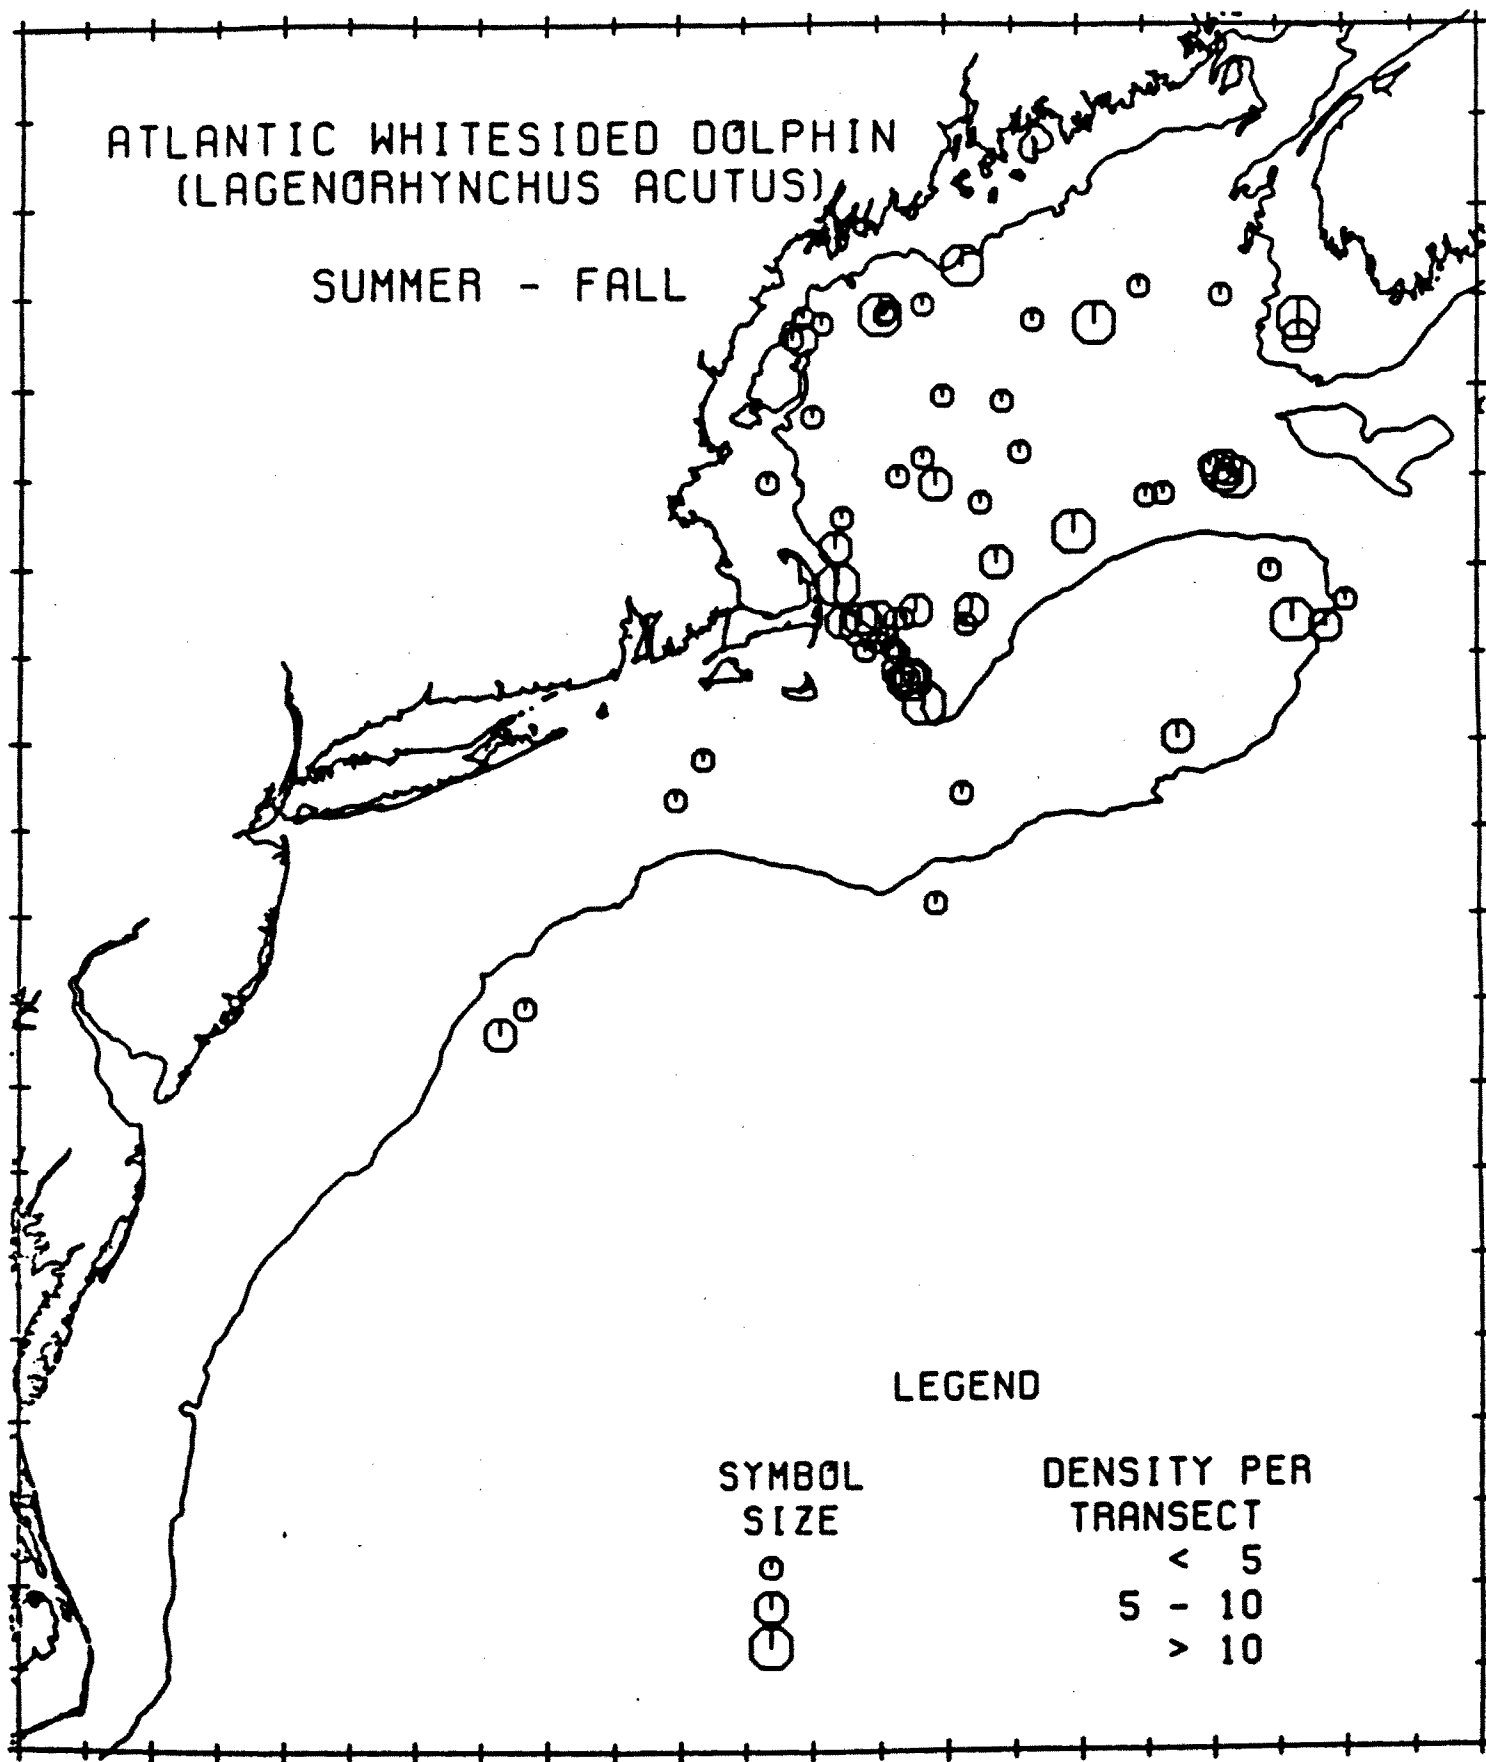 ATLANTIC WHITESIDED DOLPHIN
(LAGENORHYNCHUS ACUTUS)
SUMMER - FALL
LEGEND
SYMBOL SIZE
DENSITY PER TRANSECT
< 5
5 - 10
> 10